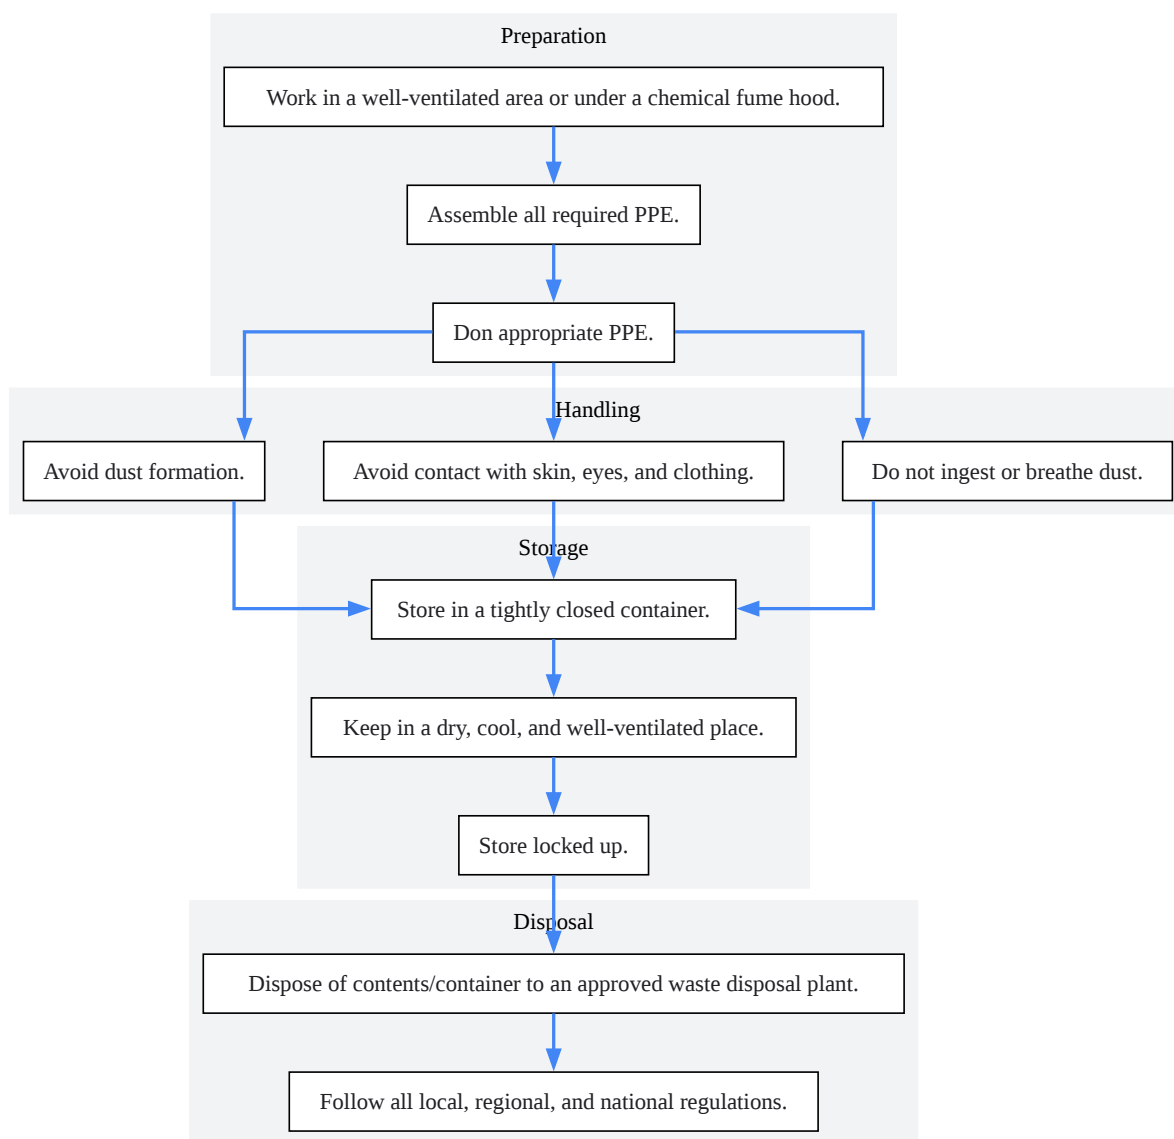 Preparation
Work in a well-ventilated area or under a chemical fume hood.
Assemble all required PPE.
Don appropriate PPE.
Handling
Avoid dust formation.
Avoid contact with skin, eyes, and clothing.
Do not ingest or breathe dust.
Storage
Store in a tightly closed container.
Keep in a dry, cool, and well-ventilated place.
Store locked up.
Disposal
Dispose of contents/container to an approved waste disposal plant.
Follow all local, regional, and national regulations.